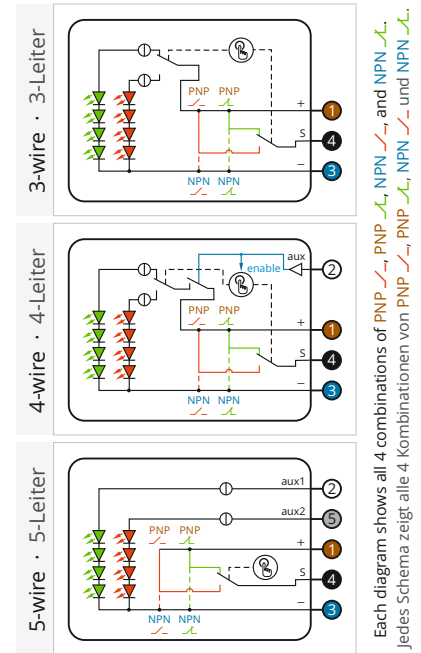 3-wire · 3-Leiter
PNP PNP
+ 1
S 4
– 3
NPN NPN
4-wire · 4-Leiter
aux
2
enable
PNP PNP
+ 1
S 4
– 3
NPN NPN
5-wire · 5-Leiter
aux1 2
aux2 5
PNP PNP
+ 1
S 4
– 3
NPN NPN
Each diagram shows all 4 combinations of PNP , PNP , NPN , and NPN .
Jedes Schema zeigt alle 4 Kombinationen von PNP , PNP , NPN und NPN .